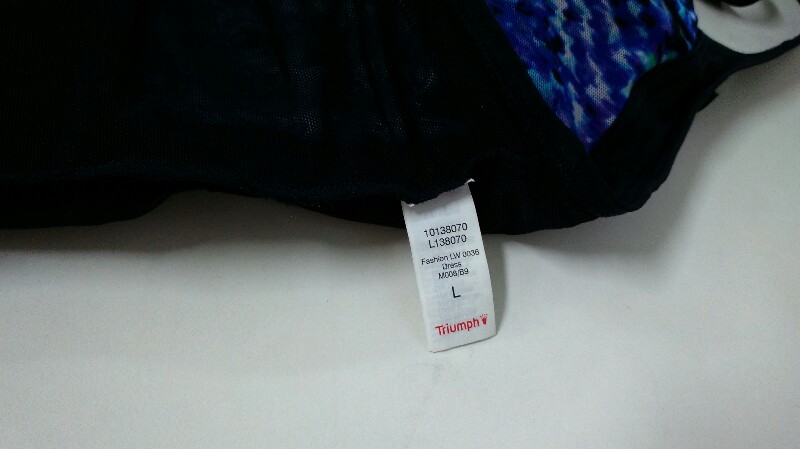 10138070
L138070
Fashion LW 0036
Dress
M008/B9
L
Triumph